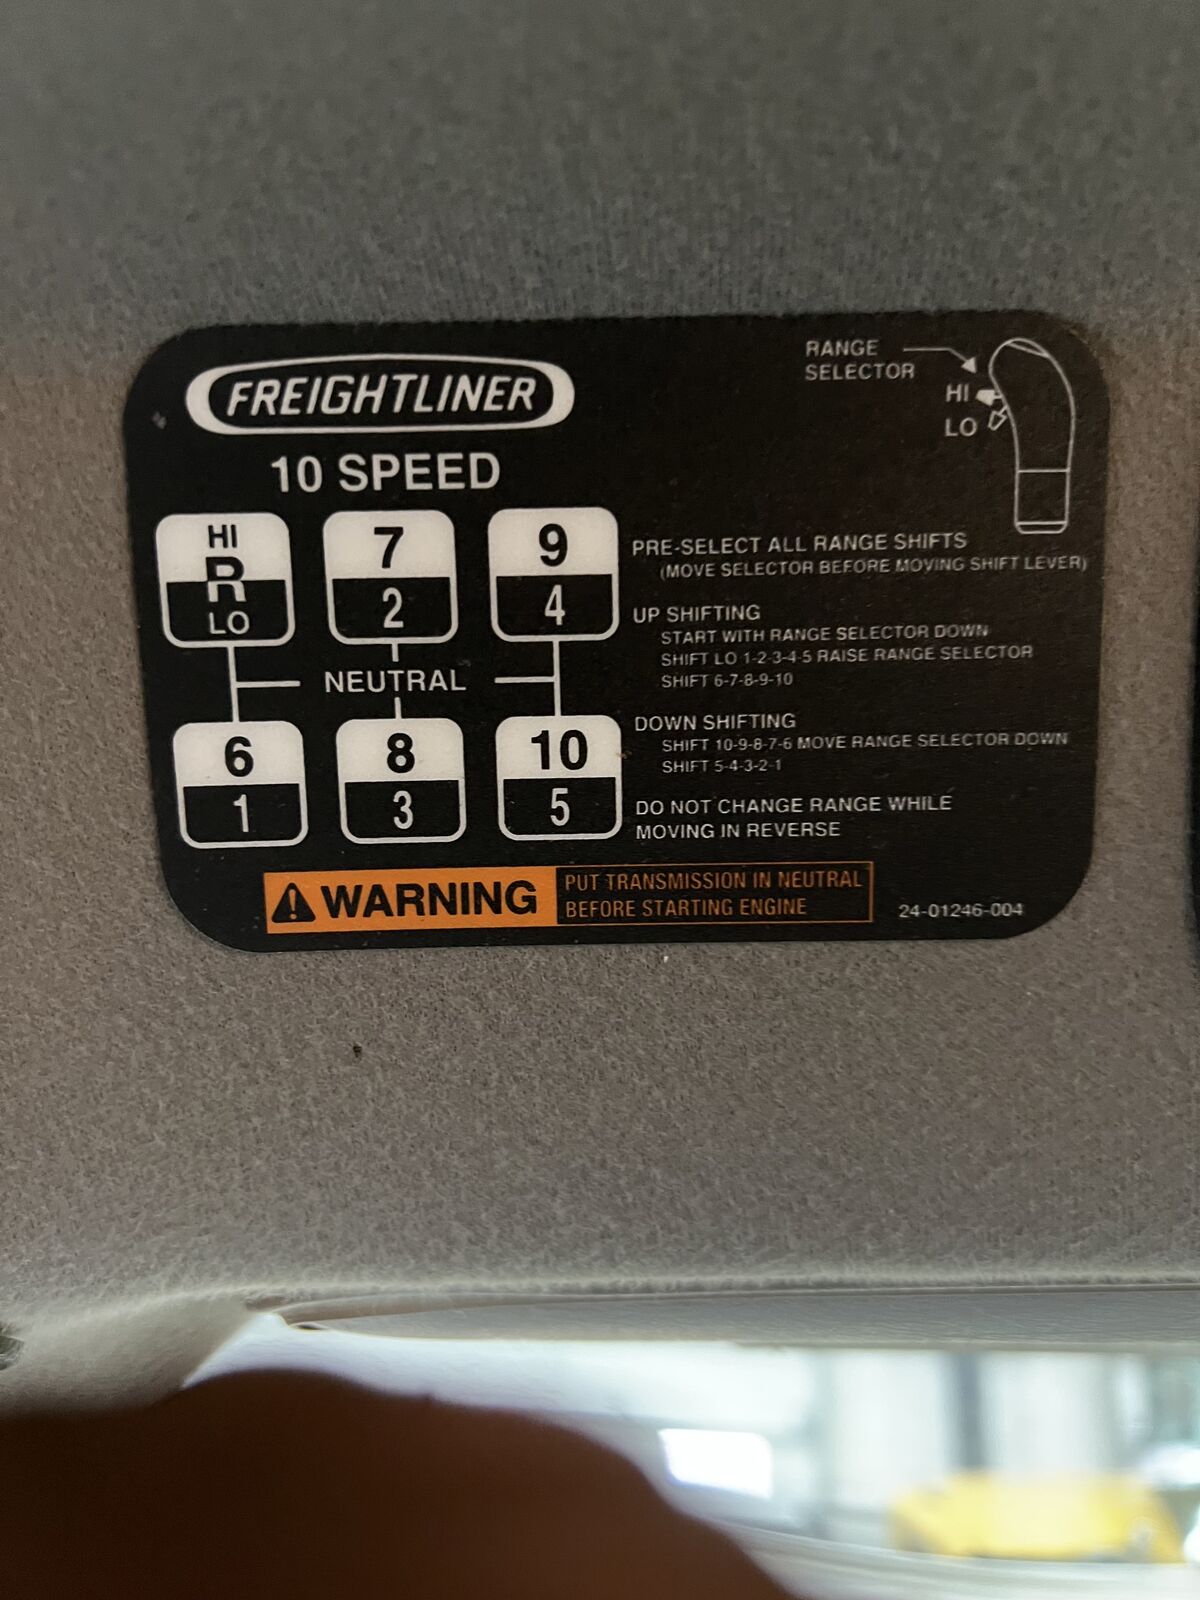 FREIGHTLINER
10 SPEED
RANGE
SELECTOR
HI
LO
HI
R
LO
7
2
9
4
NEUTRAL
6
1
8
3
10
5
PRE-SELECT ALL RANGE SHIFTS
(MOVE SELECTOR BEFORE MOVING SHIFT LEVER)
UP SHIFTING
START WITH RANGE SELECTOR DOWN
SHIFT LO 1-2-3-4-5 RAISE RANGE SELECTOR
SHIFT 6-7-8-9-10
DOWN SHIFTING
SHIFT 10-9-8-7-6 MOVE RANGE SELECTOR DOWN
SHIFT 5-4-3-2-1
DO NOT CHANGE RANGE WHILE
MOVING IN REVERSE
WARNING
PUT TRANSMISSION IN NEUTRAL
BEFORE STARTING ENGINE
24-01246-004